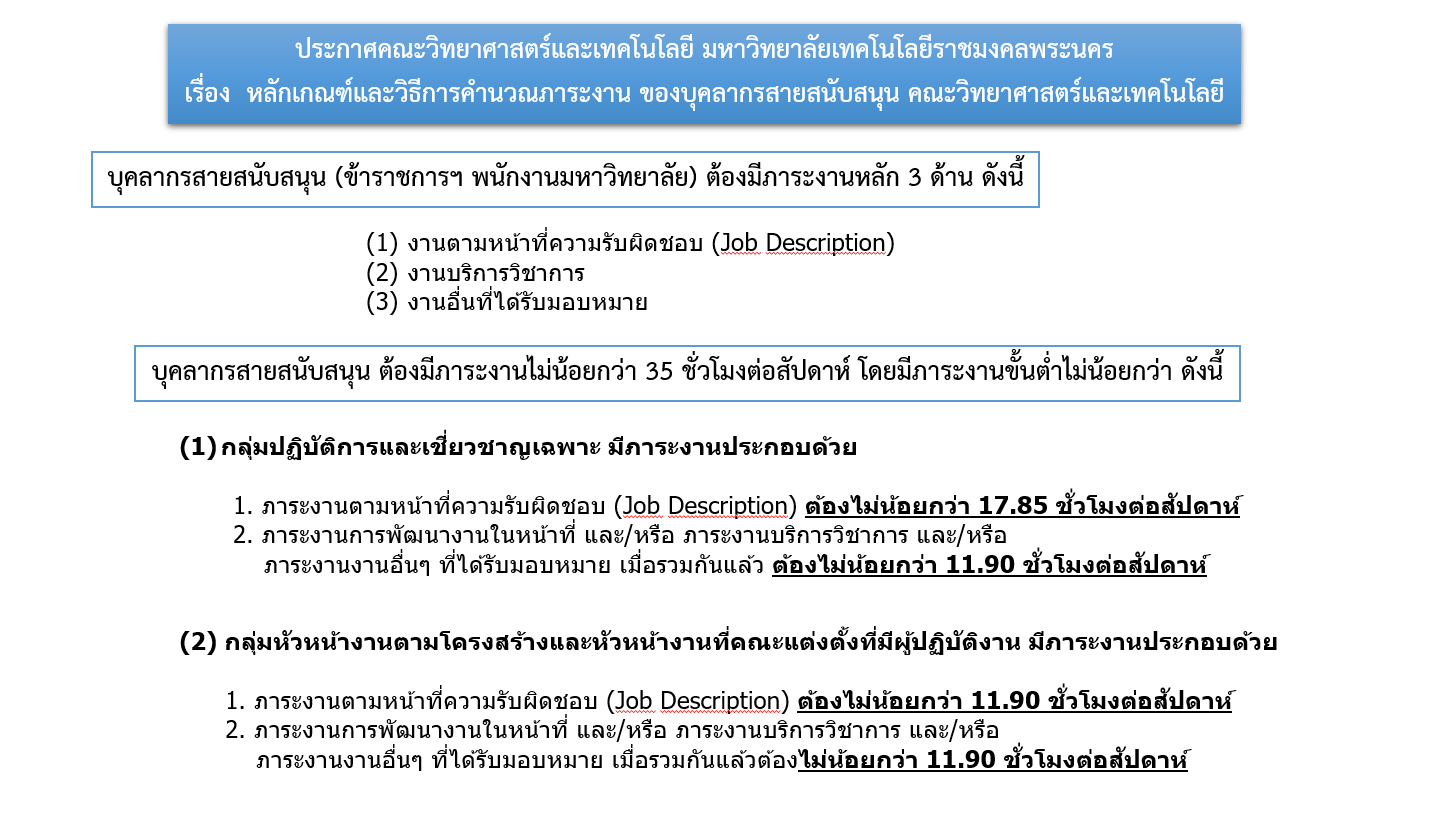 ประกาศคณะวิทยาศาสตร์และเทคโนโลยี มหาวิทยาลัยเทคโนโลยีราชมงคลพระนคร
เรื่อง หลักเกณฑ์และวิธีการคำนวณภาระงาน ของบุคลากรสายสนับสนุน คณะวิทยาศาสตร์และเทคโนโลยี
บุคลากรสายสนับสนุน (ข้าราชการฯ พนักงานมหาวิทยาลัย) ต้องมีภาระงานหลัก 3 ด้าน ดังนี้
(1) งานตามหน้าที่ความรับผิดชอบ (Job Description)
(2) งานบริการวิชาการ
(3) งานอื่นที่ได้รับมอบหมาย
บุคลากรสายสนับสนุน ต้องมีภาระงานไม่น้อยกว่า 35 ชั่วโมงต่อสัปดาห์ โดยมีภาระงานขั้นต่ำไม่น้อยกว่า ดังนี้
(1) กลุ่มปฏิบัติการและเชี่ยวชาญเฉพาะ มีภาระงานประกอบด้วย
1. ภาระงานตามหน้าที่ความรับผิดชอบ (Job Description) ต้องไม่น้อยกว่า 17.85 ชั่วโมงต่อสัปดาห์
2. ภาระงานการพัฒนางานในหน้าที่ และ/หรือ ภาระงานบริการวิชาการ และ/หรือ
ภาระงานงานอื่นๆ ที่ได้รับมอบหมาย เมื่อรวมกันแล้ว ต้องไม่น้อยกว่า 11.90 ชั่วโมงต่อสัปดาห์
(2) กลุ่มหัวหน้างานตามโครงสร้างและหัวหน้างานที่คณะแต่งตั้งที่มีผู้ปฏิบัติงาน มีภาระงานประกอบด้วย
1. ภาระงานตามหน้าที่ความรับผิดชอบ (Job Description) ต้องไม่น้อยกว่า 11.90 ชั่วโมงต่อสัปดาห์
2. ภาระงานการพัฒนางานในหน้าที่ และ/หรือ ภาระงานบริการวิชาการ และ/หรือ
ภาระงานงานอื่นๆ ที่ได้รับมอบหมาย เมื่อรวมกันแล้วต้องไม่น้อยกว่า 11.90 ชั่วโมงต่อสัปดาห์